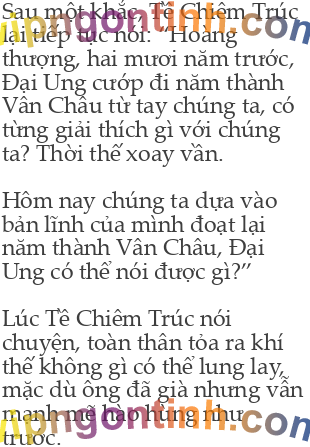 Sau một khắc, Tề Chiêm Trúc
lại tiếp tục nói: “Hoàng
thượng, hai mươi năm trước,
Đại Ung cướp đi năm thành
Vân Châu từ tay chúng ta, có
từng giải thích gì với chúng
ta? Thời thế xoay vần.
Hôm nay chúng ta dựa vào
bản lĩnh của mình đoạt lại
năm thành Vân Châu, Đại
Ung có thể nói được gì?”
Lúc Tề Chiêm Trúc nói
chuyện, toàn thân tỏa ra khí
thế không gì có thể lung lay,
mặc dù ông đã già nhưng vẫn
mạnh mẽ hào hùng như
trước.
vipngontinh.com
vipngontinh.com